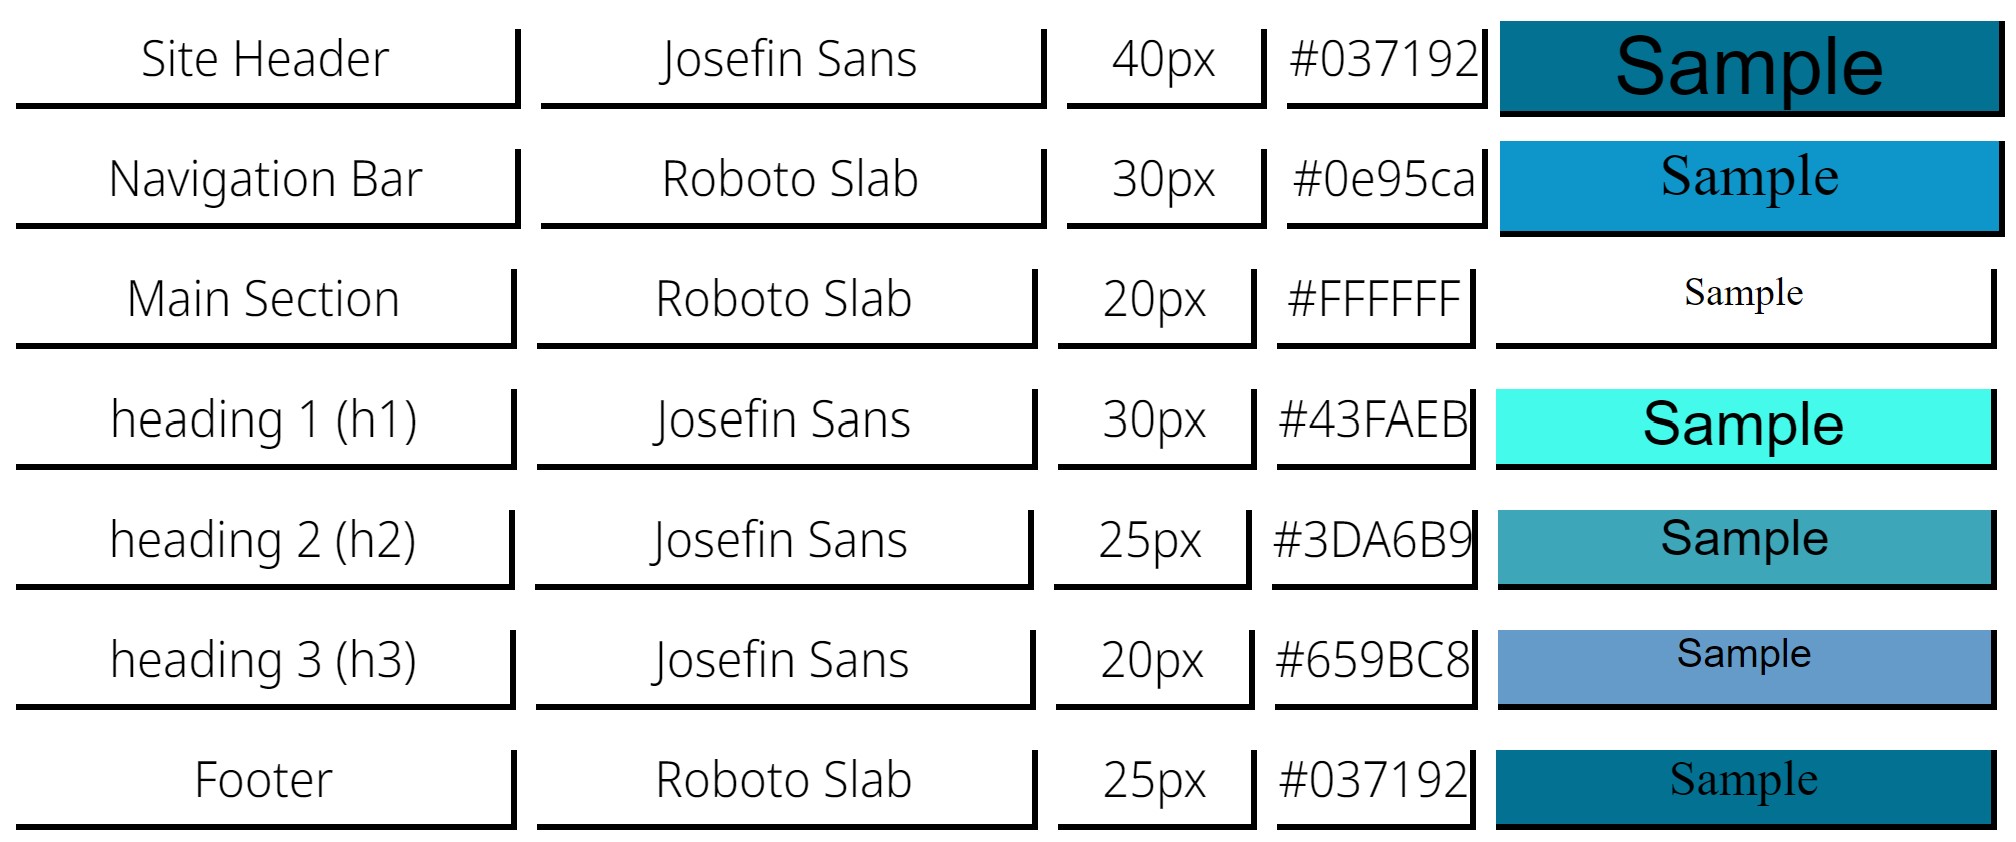 Site Header Josefin Sans 40px #037192 Sample
Navigation Bar Roboto Slab 30px #0e95ca Sample
Main Section Roboto Slab 20px #FFFFFF Sample
heading 1 (h1) Josefin Sans 30px #43FAEB Sample
heading 2 (h2) Josefin Sans 25px #3DA6B9 Sample
heading 3 (h3) Josefin Sans 20px #659BC8 Sample
Footer Roboto Slab 25px #037192 Sample